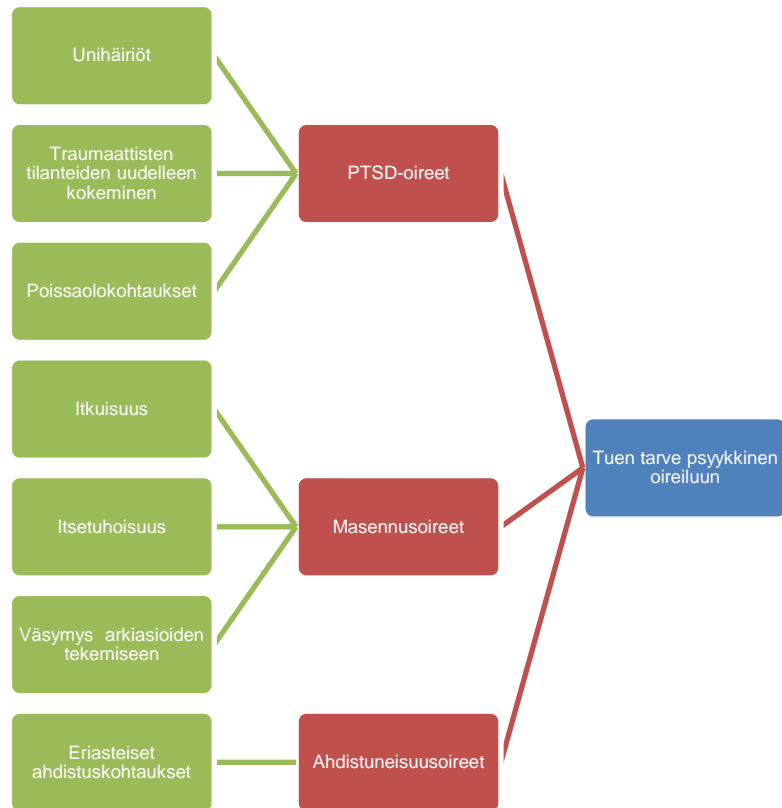 Unihäiriöt
Traumaattisten
tilanteiden uudelleen
kokeminen
Poissaolokohtaukset
PTSD-oireet
Itkuisuus
Itsetuhoisuus
Väsymys arkiasioiden
tekemiseen
Masennusoireet
Eriasteiset
ahdistuskohtaukset
Ahdistuneisuusoireet
Tuen tarve psyykkinen
oireiluun